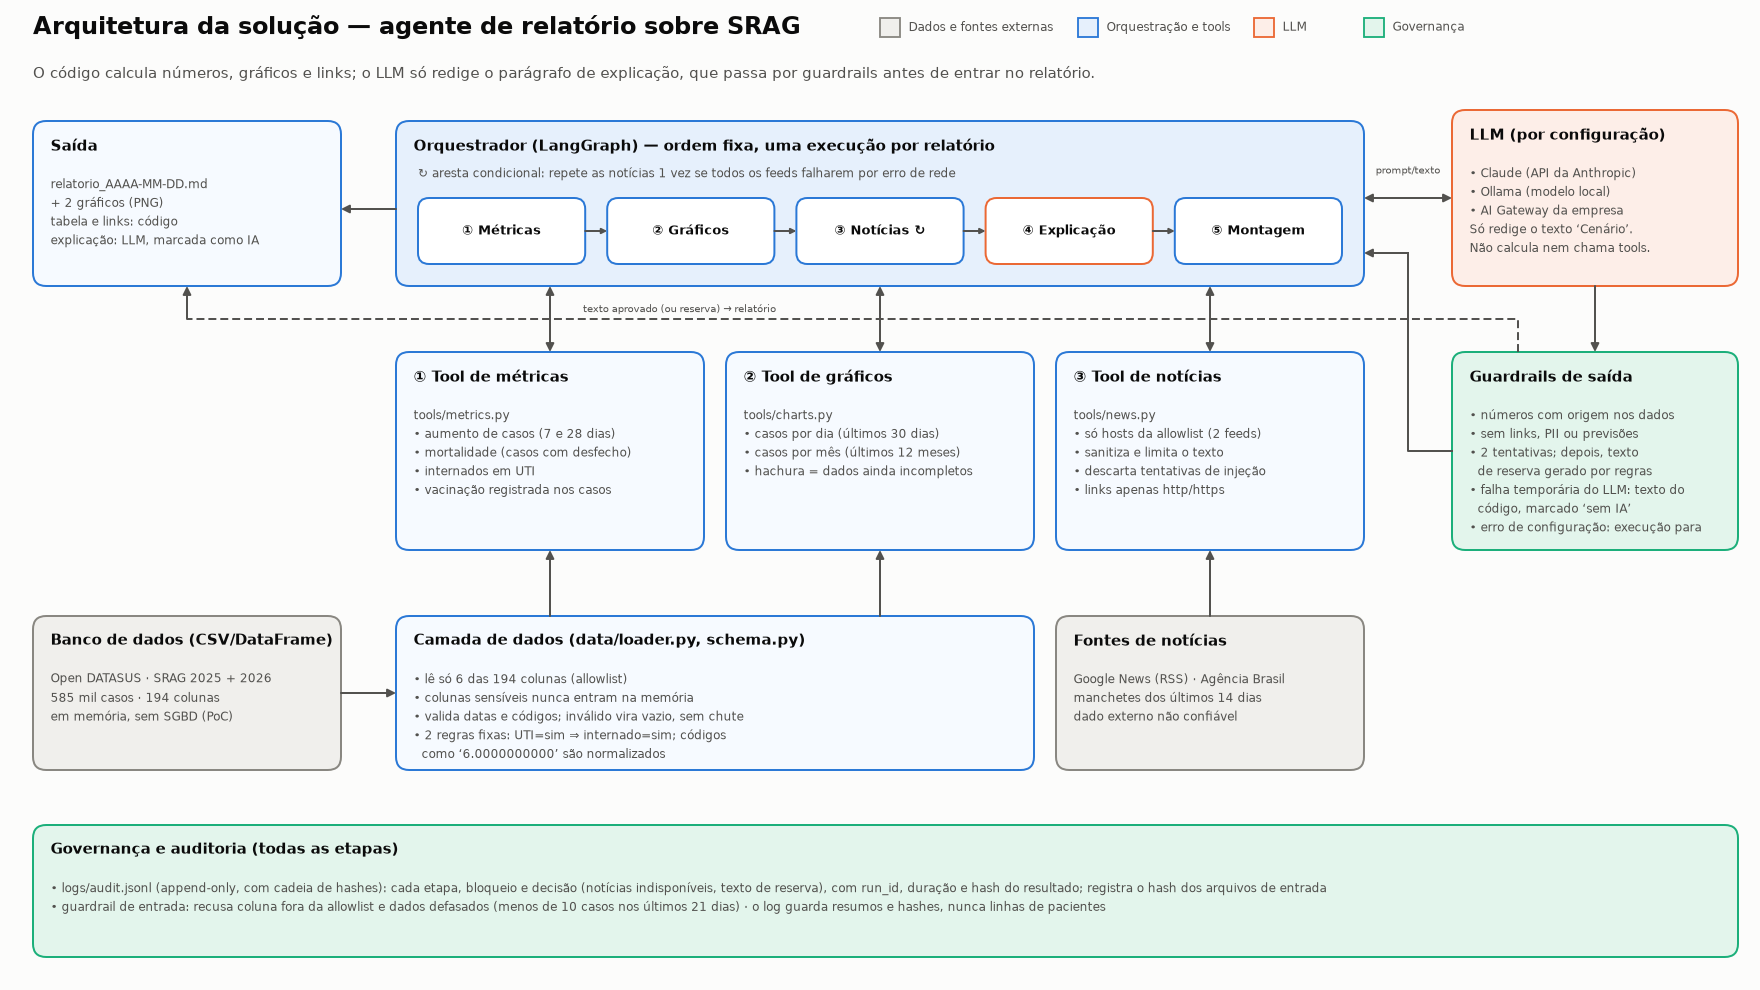 Arquitetura da solução — agente de relatório sobre SRAG
Dados e fontes externas
Orquestração e tools
LLM
Governança
O código calcula números, gráficos e links; o LLM só redige o parágrafo de explicação, que passa por guardrails antes de entrar no relatório.
Saída
relatorio_AAAA-MM-DD.md
+ 2 gráficos (PNG)
tabela e links: código
explicação: LLM, marcada como IA
Orquestrador (LangGraph) — ordem fixa, uma execução por relatório
↻ aresta condicional: repete as notícias 1 vez se todos os feeds falharem por erro de rede
① Métricas
② Gráficos
③ Notícias ↻
④ Explicação
⑤ Montagem
prompt/texto
LLM (por configuração)
• Claude (API da Anthropic)
• Ollama (modelo local)
• AI Gateway da empresa
Só redige o texto ‘Cenário’.
Não calcula nem chama tools.
texto aprovado (ou reserva) → relatório
① Tool de métricas
tools/metrics.py
• aumento de casos (7 e 28 dias)
• mortalidade (casos com desfecho)
• internados em UTI
• vacinação registrada nos casos
② Tool de gráficos
tools/charts.py
• casos por dia (últimos 30 dias)
• casos por mês (últimos 12 meses)
• hachura = dados ainda incompletos
③ Tool de notícias
tools/news.py
• só hosts da allowlist (2 feeds)
• sanitiza e limita o texto
• descarta tentativas de injeção
• links apenas http/https
Guardrails de saída
• números com origem nos dados
• sem links, PII ou previsões
• 2 tentativas; depois, texto
de reserva gerado por regras
• falha temporária do LLM: texto do
código, marcado ‘sem IA’
• erro de configuração: execução para
Banco de dados (CSV/DataFrame)
Open DATASUS · SRAG 2025 + 2026
585 mil casos · 194 colunas
em memória, sem SGBD (PoC)
Camada de dados (data/loader.py, schema.py)
• lê só 6 das 194 colunas (allowlist)
• colunas sensíveis nunca entram na memória
• valida datas e códigos; inválido vira vazio, sem chute
• 2 regras fixas: UTI=sim ⇒ internado=sim; códigos
como ‘6.0000000000’ são normalizados
Fontes de notícias
Google News (RSS) · Agência Brasil
manchetes dos últimos 14 dias
dado externo não confiável
Governança e auditoria (todas as etapas)
• logs/audit.jsonl (append-only, com cadeia de hashes): cada etapa, bloqueio e decisão (notícias indisponíveis, texto de reserva), com run_id, duração e hash do resultado; registra o hash dos arquivos de entrada
• guardrail de entrada: recusa coluna fora da allowlist e dados defasados (menos de 10 casos nos últimos 21 dias) · o log guarda resumos e hashes, nunca linhas de pacientes